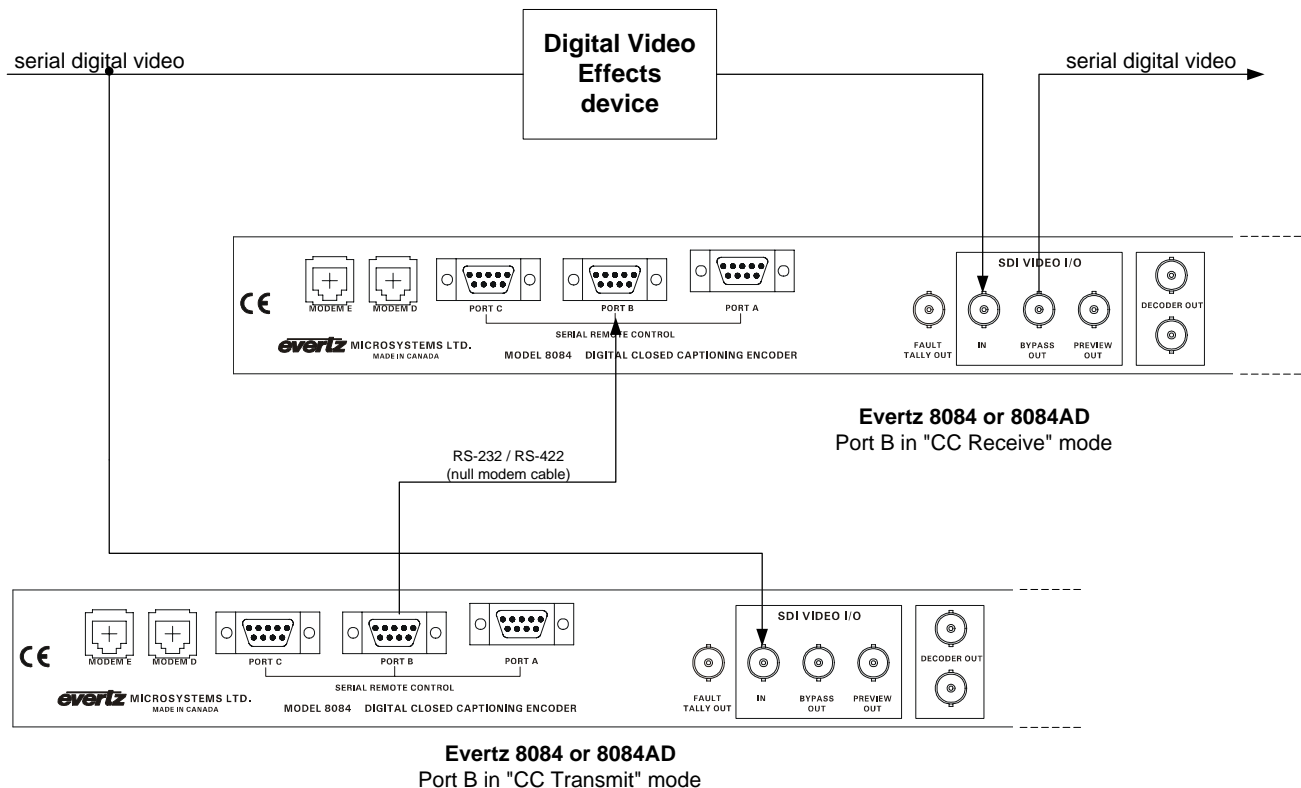 Digital Video
Effects
device
serial digital video
serial digital video
SDI VIDEO I/O
DECODER OUT
MODEM E
MODEM D
PORT C
PORT B
PORT A
SERIAL REMOTE CONTROL
FAULT
TALLY OUT
IN
BYPASS
OUT
PREVIEW
OUT
CE
evertz MICROSYSTEMS LTD.
MADE IN CANADA
MODEL 8084 DIGITAL CLOSED CAPTIONING ENCODER
Evertz 8084 or 8084AD
Port B in "CC Receive" mode
RS-232 / RS-422
(null modem cable)
SDI VIDEO I/O
DECODER OUT
MODEM E
MODEM D
PORT C
PORT B
PORT A
SERIAL REMOTE CONTROL
FAULT
TALLY OUT
IN
BYPASS
OUT
PREVIEW
OUT
CE
evertz MICROSYSTEMS LTD.
MADE IN CANADA
MODEL 8084 DIGITAL CLOSED CAPTIONING ENCODER
Evertz 8084 or 8084AD
Port B in "CC Transmit" mode